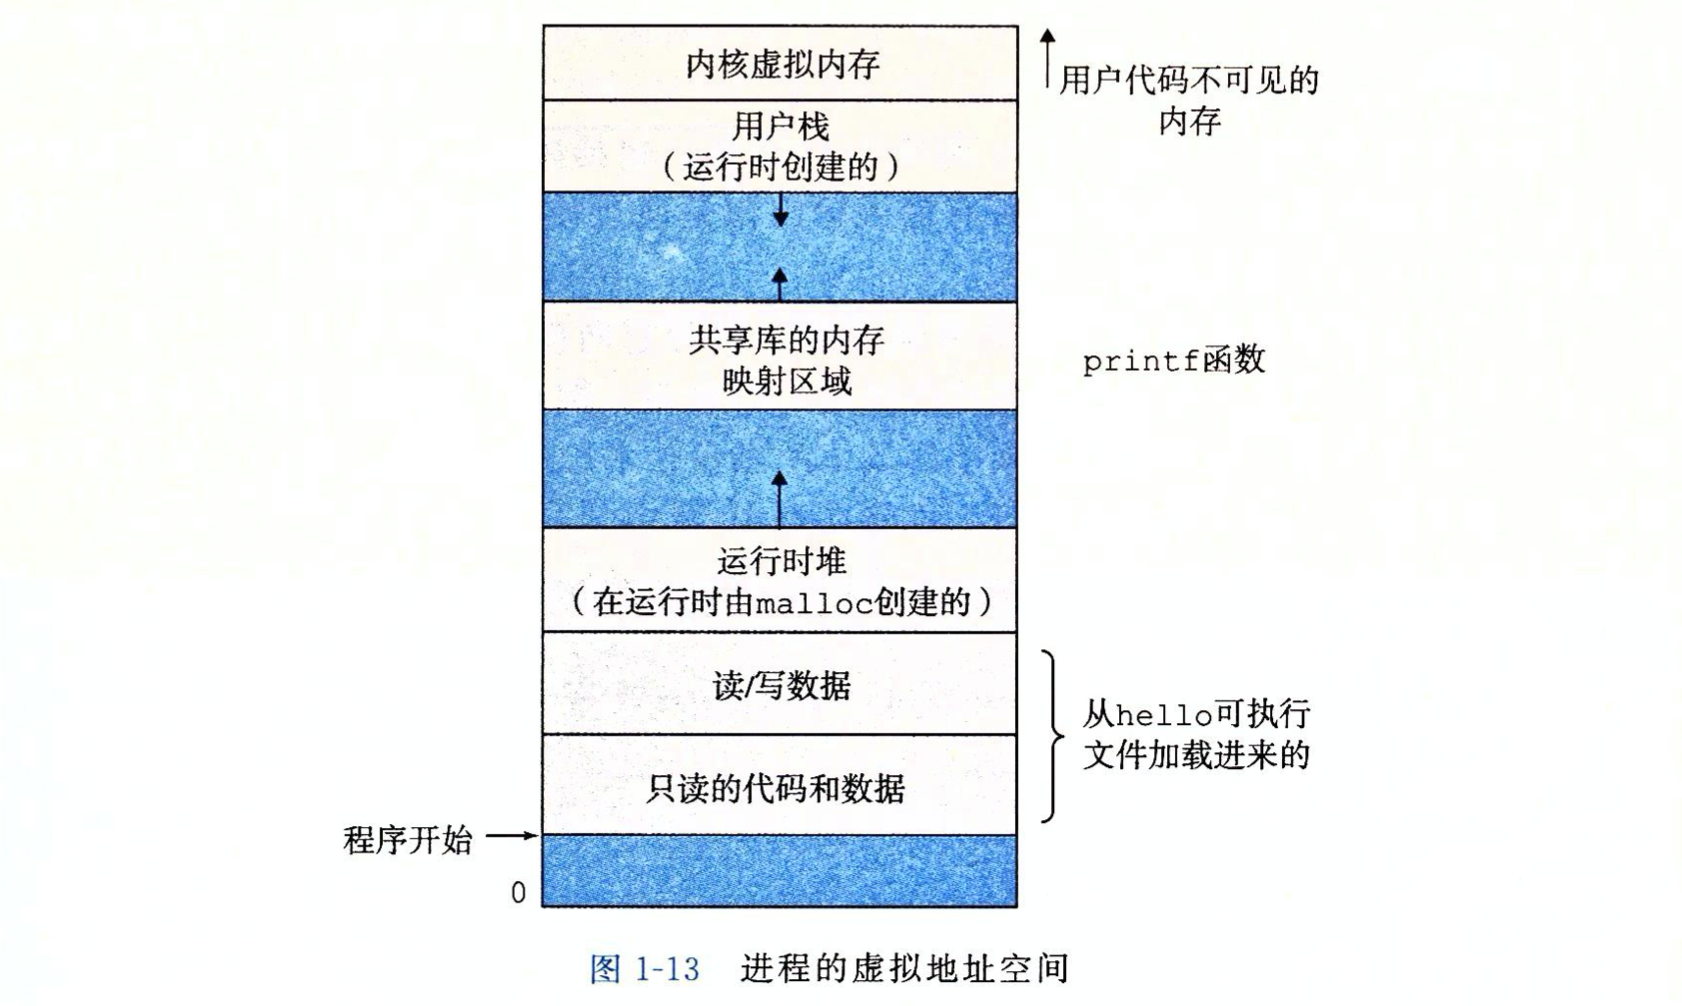 内核虚拟内存
用户代码不可见的
内存
用户栈
（运行时创建的）
共享库的内存
映射区域
printf函数
运行时堆
（在运行时由malloc创建的）
读/写数据
从hello可执行
文件加载进来的
只读的代码和数据
程序开始
0
图 1-13 进程的虚拟地址空间